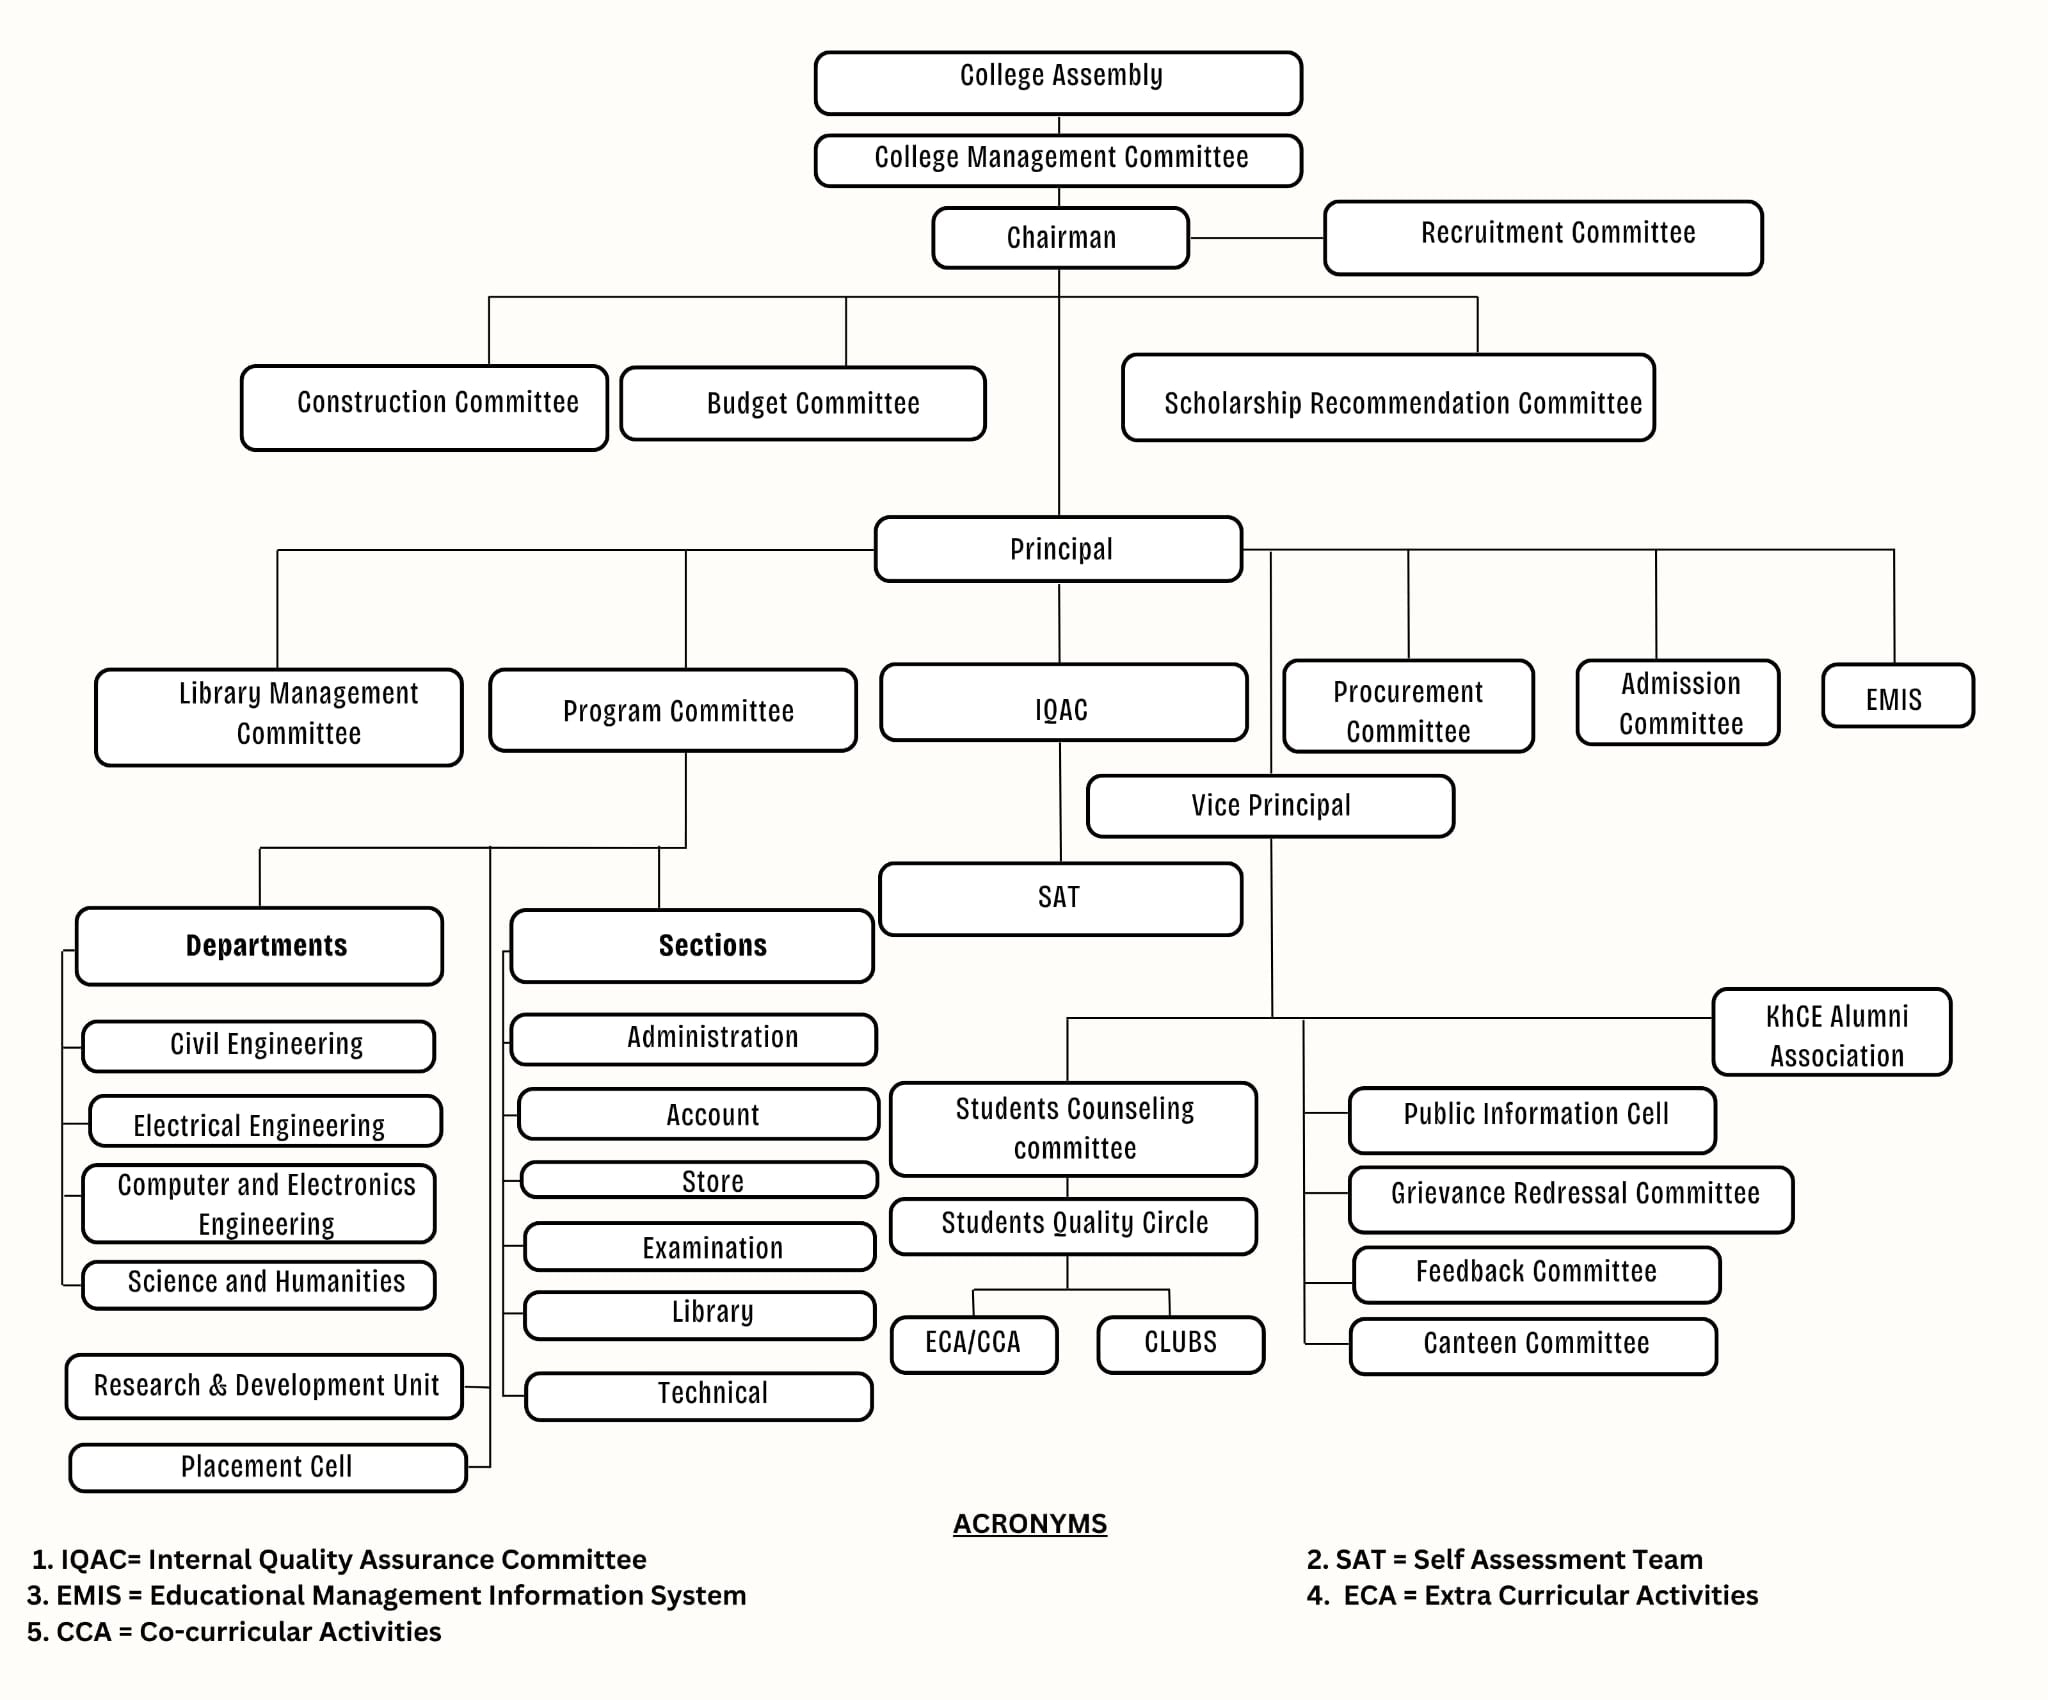 College Assembly
College Management Committee
Chairman
Recruitment Committee
Construction Committee
Budget Committee
Scholarship Recommendation Committee
Principal
Library Management
Committee
Program Committee
IQAC
Procurement
Committee
Admission
Committee
EMIS
Vice Principal
SAT
Departments
Sections
Civil Engineering
Electrical Engineering
Computer and Electronics
Engineering
Science and Humanities
Research & Development Unit
Placement Cell
Administration
Account
Store
Examination
Library
Technical
KhCE Alumni
Association
Students Counseling
committee
Students Quality Circle
ECA/CCA
CLUBS
Public Information Cell
Grievance Redressal Committee
Feedback Committee
Canteen Committee
ACRONYMS
1. IQAC= Internal Quality Assurance Committee
2. SAT = Self Assessment Team
3. EMIS = Educational Management Information System
4. ECA = Extra Curricular Activities
5. CCA = Co-curricular Activities